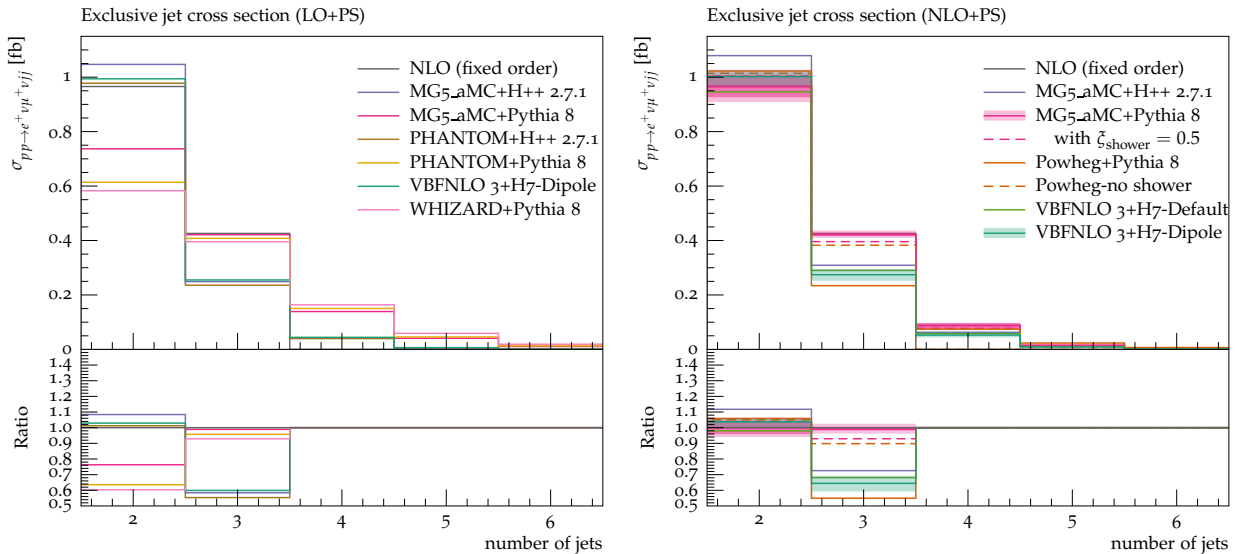 Exclusive jet cross section (LO+PS)
σpp→e⁺νμ⁺νjj [fb]
1
0.8
0.6
0.4
0.2
0
NLO (fixed order)
MG5_aMC+H++ 2.7.1
MG5_aMC+Pythia 8
PHANTOM+H++ 2.7.1
PHANTOM+Pythia 8
VBFNLO 3+H7-Dipole
WHIZARD+Pythia 8
Ratio
1.4
1.3
1.2
1.1
1.0
0.9
0.8
0.7
0.6
0.5
2 3 4 5 6
number of jets
Exclusive jet cross section (NLO+PS)
σpp→e⁺νμ⁺νjj [fb]
1
0.8
0.6
0.4
0.2
0
NLO (fixed order)
MG5_aMC+H++ 2.7.1
MG5_aMC+Pythia 8
with ξshower = 0.5
Powheg+Pythia 8
Powheg-no shower
VBFNLO 3+H7-Default
VBFNLO 3+H7-Dipole
Ratio
1.4
1.3
1.2
1.1
1.0
0.9
0.8
0.7
0.6
0.5
2 3 4 5 6
number of jets